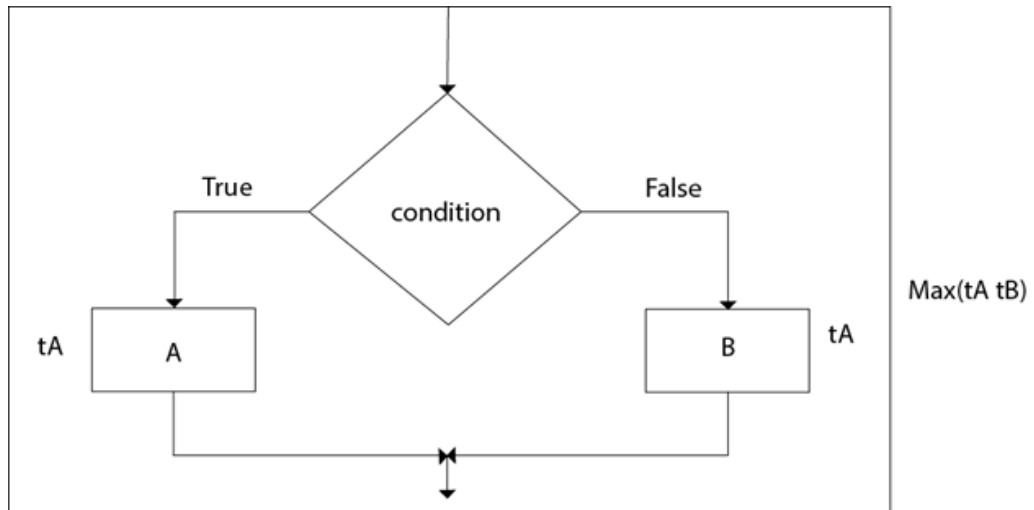 True
False
condition
Max(tA tB)
tA
A
B
tA